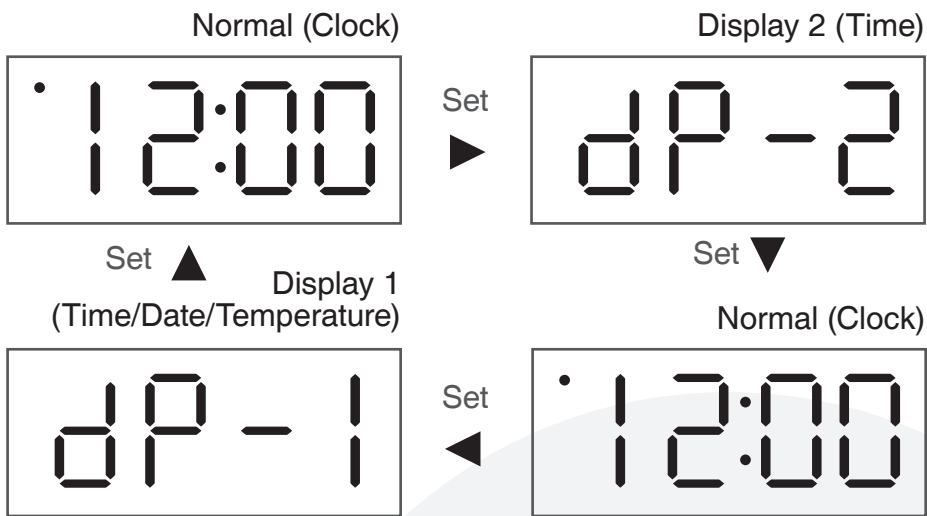 Normal (Clock)
12:00
Set
Display 2 (Time)
dP-2
Set
Normal (Clock)
12:00
Set
Display 1
(Time/Date/Temperature)
dP-1
Set